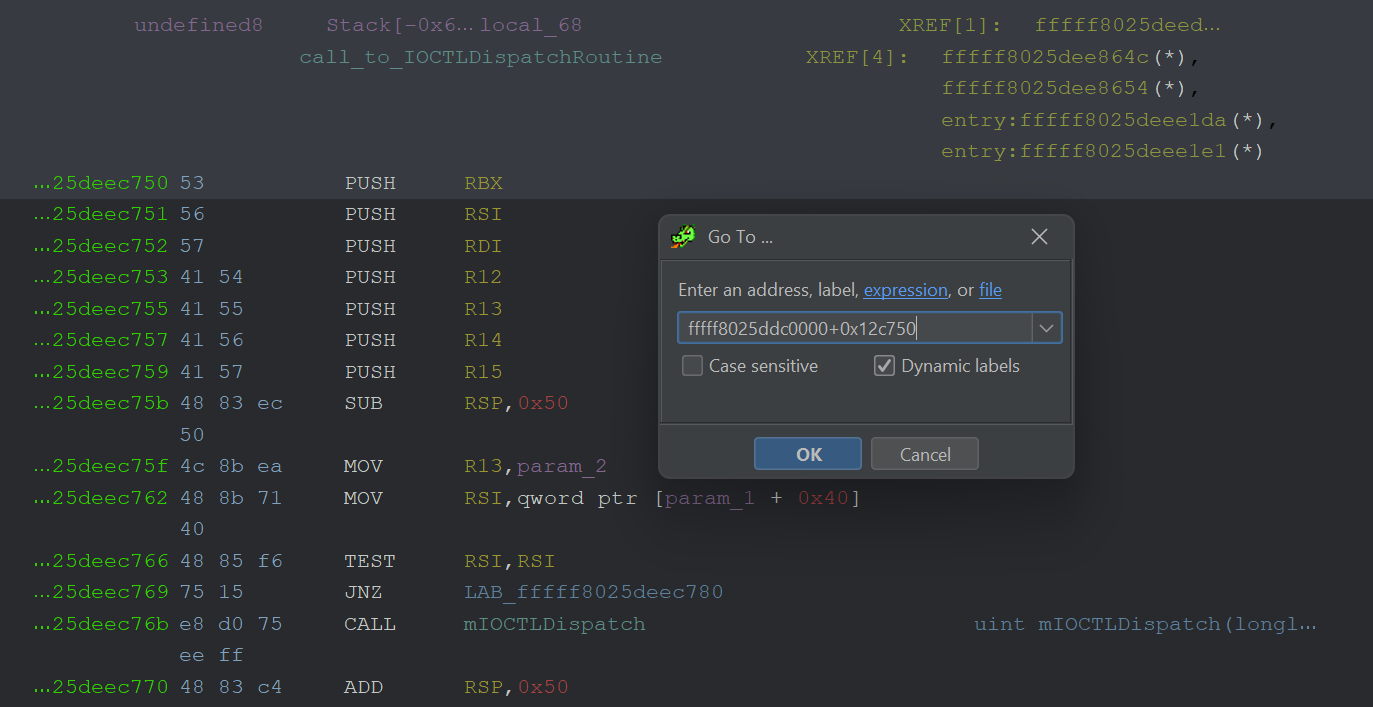 undefined8 Stack[-0x6... local_68 XREF[1]: fffff8025deed...
call_to_IOCTLDispatchRoutine XREF[4]: fffff8025dee864c(*),
fffff8025dee8654(*),
entry:fffff8025deee1da(*),
entry:fffff8025deee1e1(*)
...25deec750 53 PUSH RBX
...25deec751 56 PUSH RSI
...25deec752 57 PUSH RDI
...25deec753 41 54 PUSH R12
...25deec755 41 55 PUSH R13
...25deec757 41 56 PUSH R14
...25deec759 41 57 PUSH R15
...25deec75b 48 83 ec SUB RSP,0x50
50
...25deec75f 4c 8b ea MOV R13,param_2
...25deec762 48 8b 71 MOV RSI,qword ptr [param_1 + 0x40]
40
...25deec766 48 85 f6 TEST RSI,RSI
...25deec769 75 15 JNZ LAB_fffff8025deec780
...25deec76b e8 d0 75 CALL mIOCTLDispatch uint mIOCTLDispatch(longl...
ee ff
...25deec770 48 83 c4 ADD RSP,0x50
Go To ...
Enter an address, label, expression, or file
fffff8025ddc0000+0x12c750
Case sensitive Dynamic labels
OK Cancel